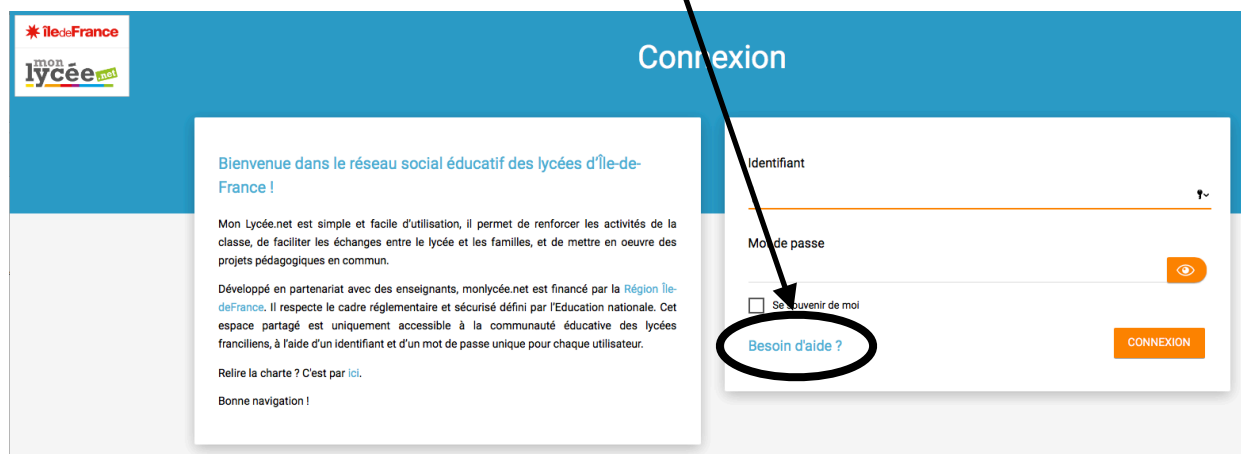 îledeFrance
mon
lycée.net
Connexion
Bienvenue dans le réseau social éducatif des lycées d'Île-de-
France !
Mon Lycée.net est simple et facile d'utilisation, il permet de renforcer les activités de la
classe, de faciliter les échanges entre le lycée et les familles, et de mettre en oeuvre des
projets pédagogiques en commun.
Développé en partenariat avec des enseignants, monlycée.net est financé par la Région Île-
deFrance. Il respecte le cadre réglementaire et sécurisé défini par l'Education nationale. Cet
espace partagé est uniquement accessible à la communauté éducative des lycées
franciliens, à l'aide d'un identifiant et d'un mot de passe unique pour chaque utilisateur.
Relire la charte ? C'est par ici.
Bonne navigation !
Identifiant
Mot de passe
Se souvenir de moi
Besoin d'aide ?
CONNEXION